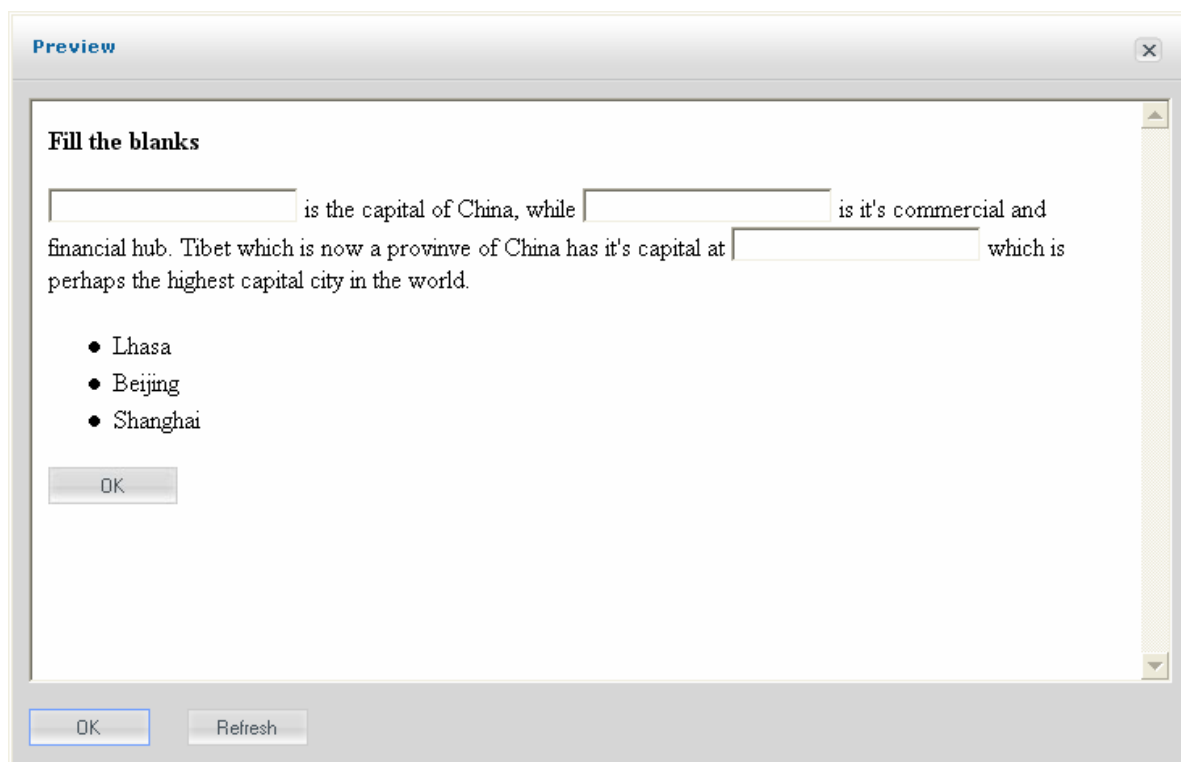 Preview
Fill the blanks
is the capital of China, while is it's commercial and
financial hub. Tibet which is now a provinve of China has it's capital at which is
perhaps the highest capital city in the world.
Lhasa
Beijing
Shanghai
OK
OK Refresh